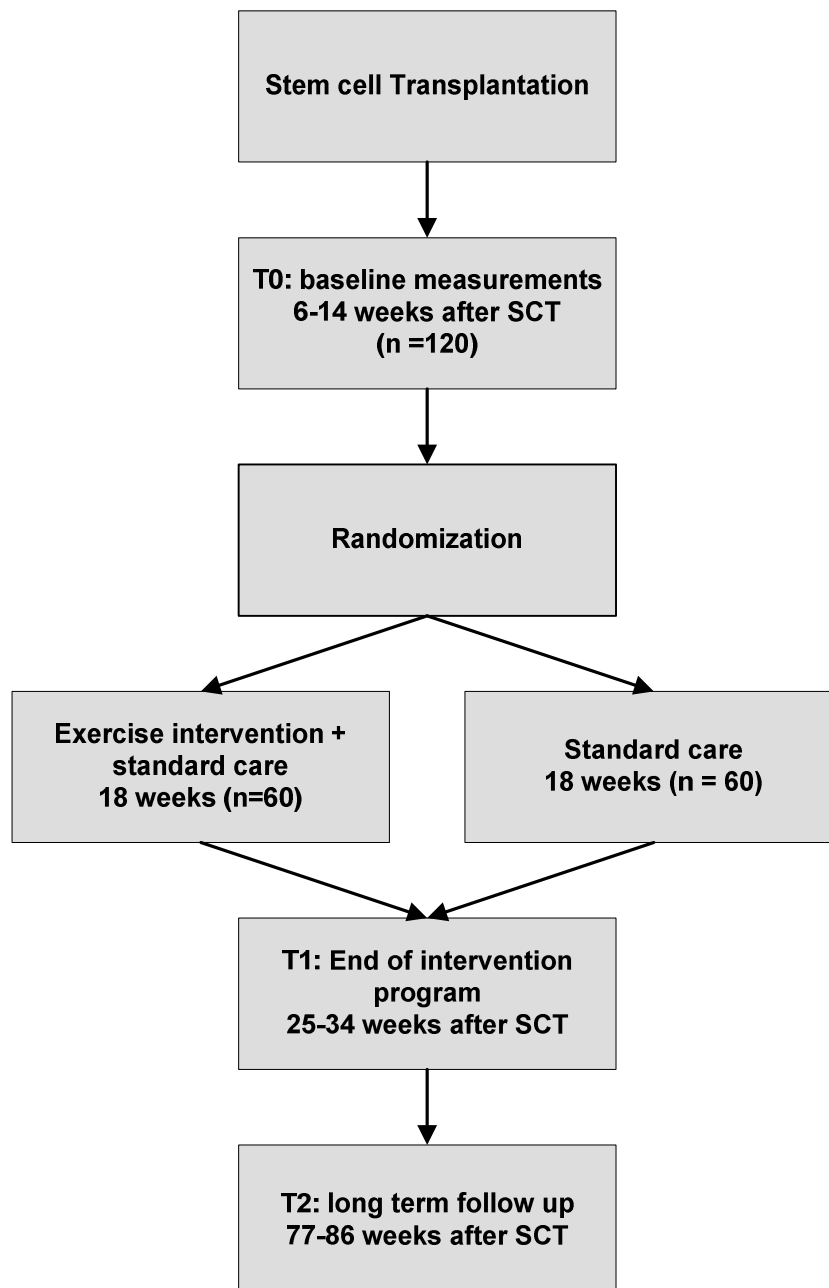 Stem cell Transplantation
T0: baseline measurements
6-14 weeks after SCT
(n =120)
Randomization
Exercise intervention +
standard care
18 weeks (n=60)
Standard care
18 weeks (n = 60)
T1: End of intervention
program
25-34 weeks after SCT
T2: long term follow up
77-86 weeks after SCT